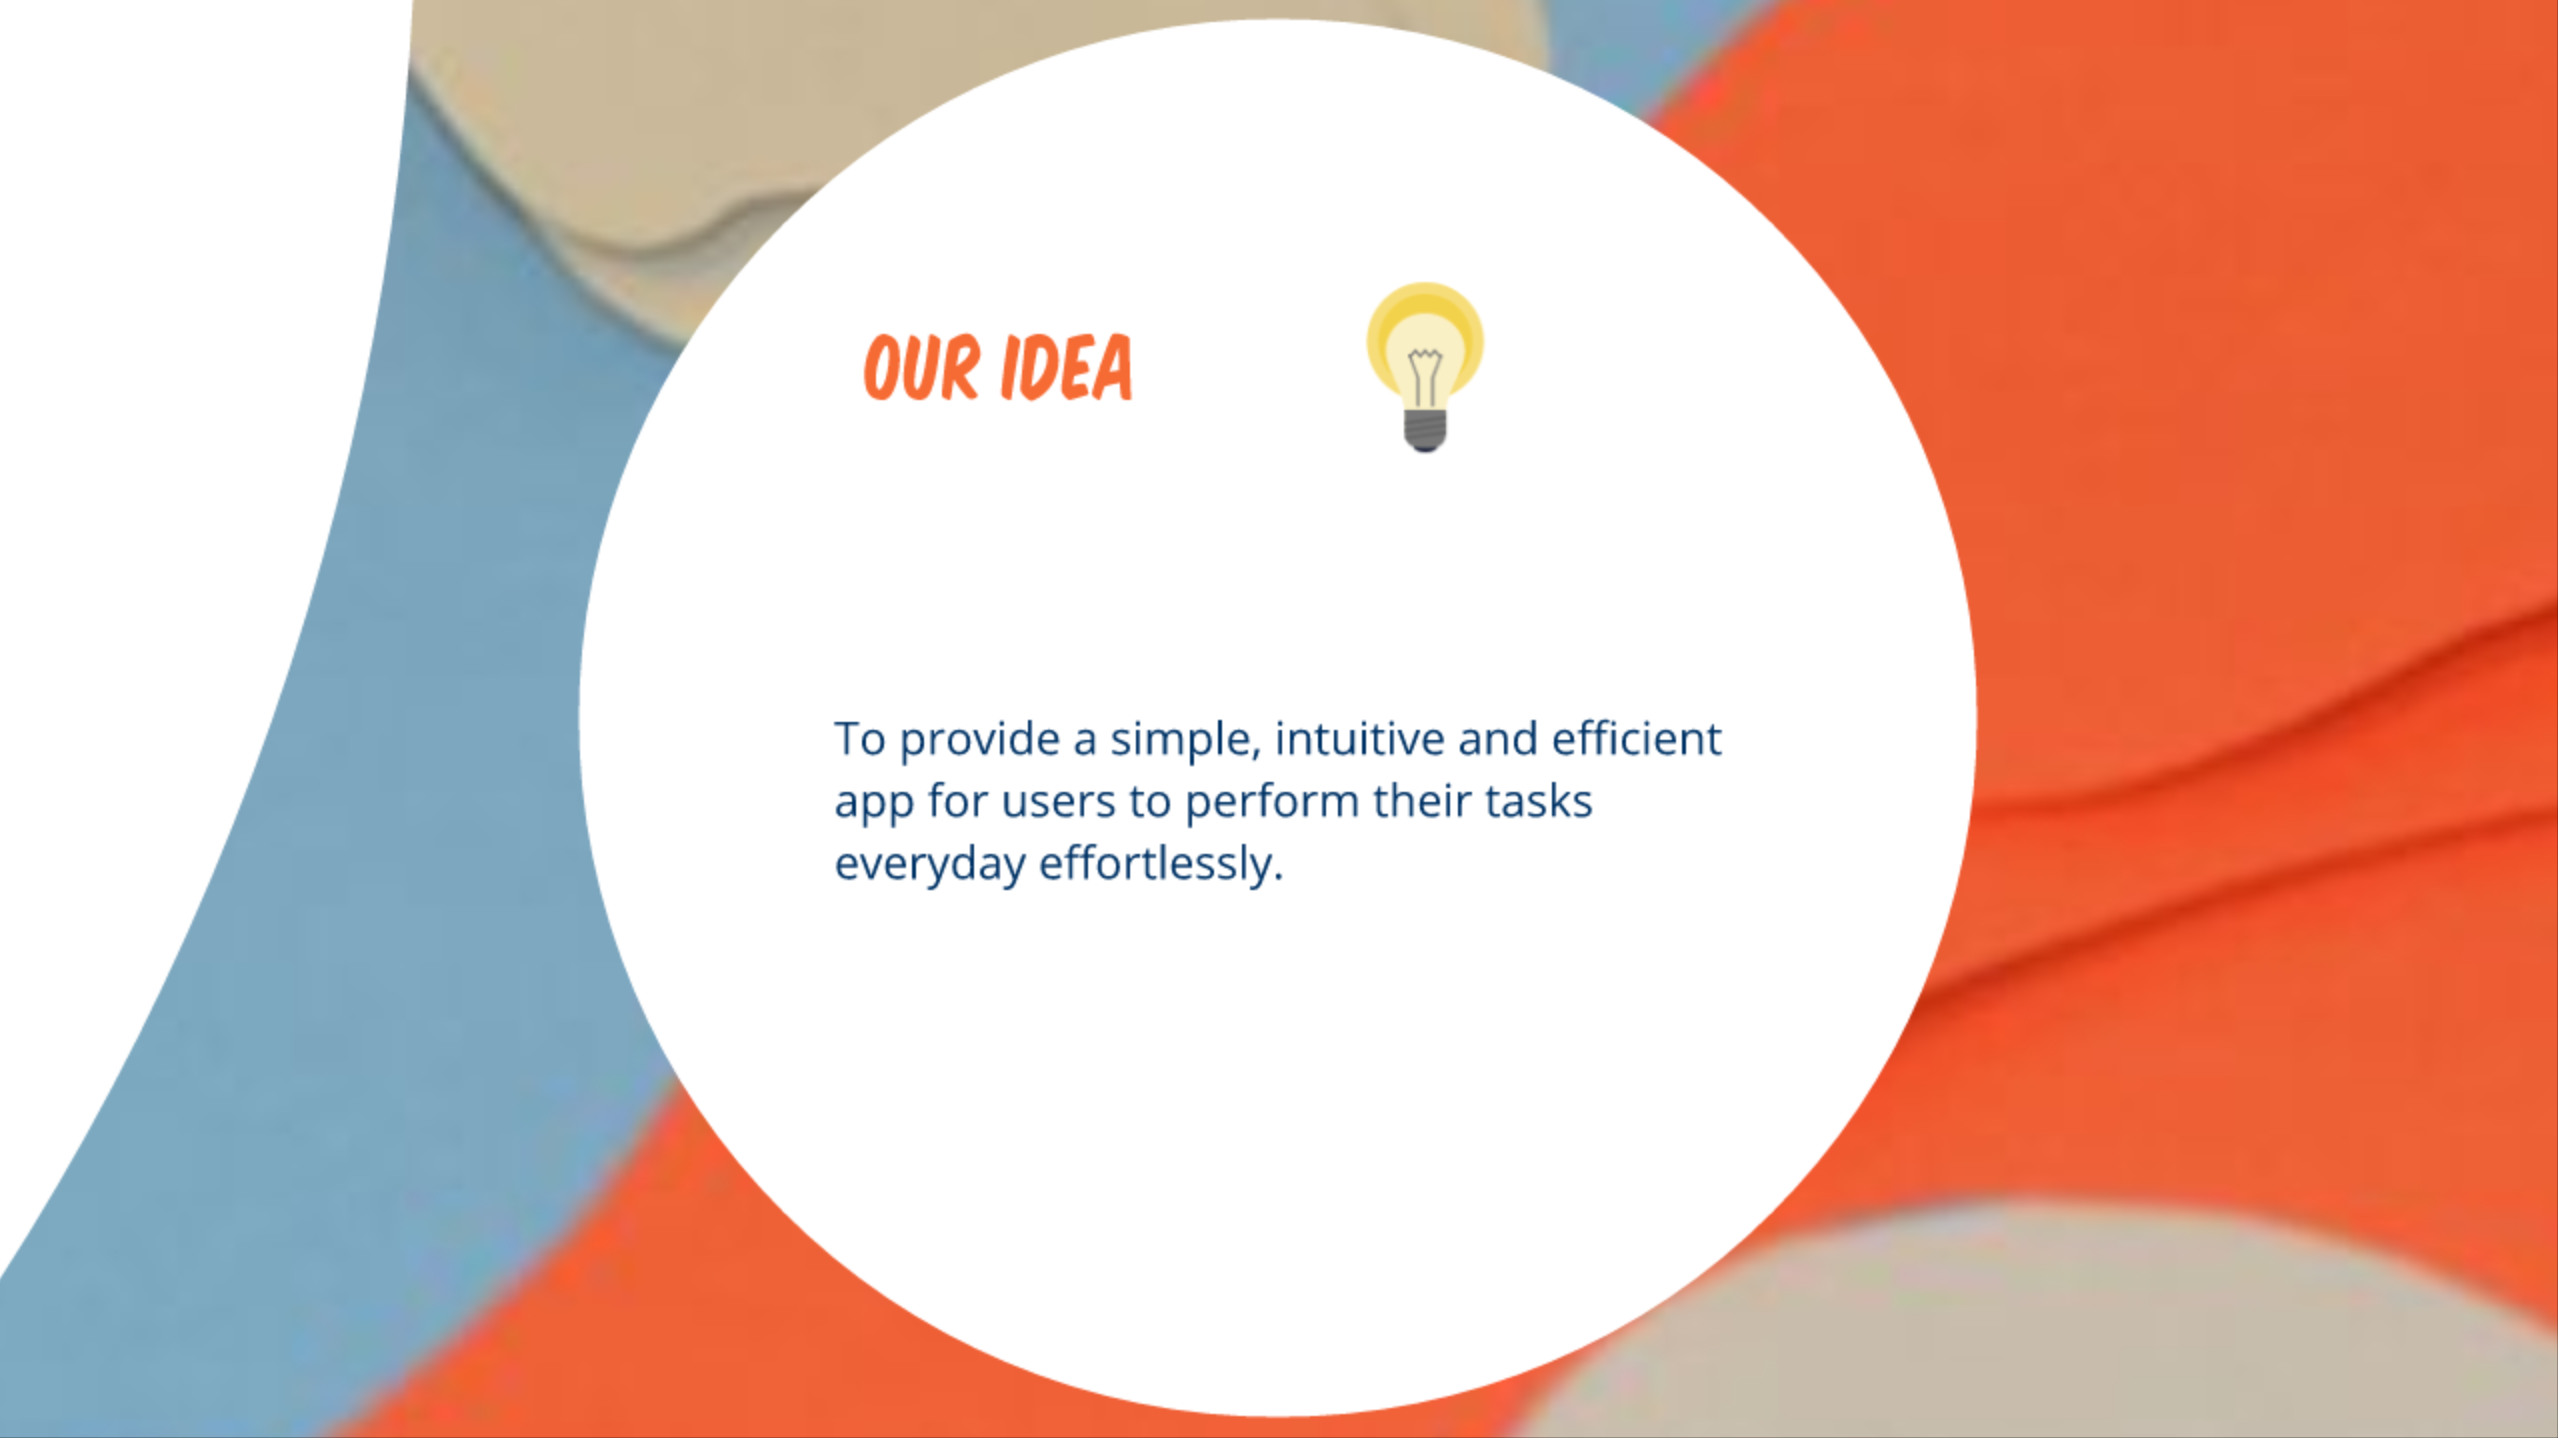 OUR IDEA
To provide a simple, intuitive and efficient
app for users to perform their tasks
everyday effortlessly.